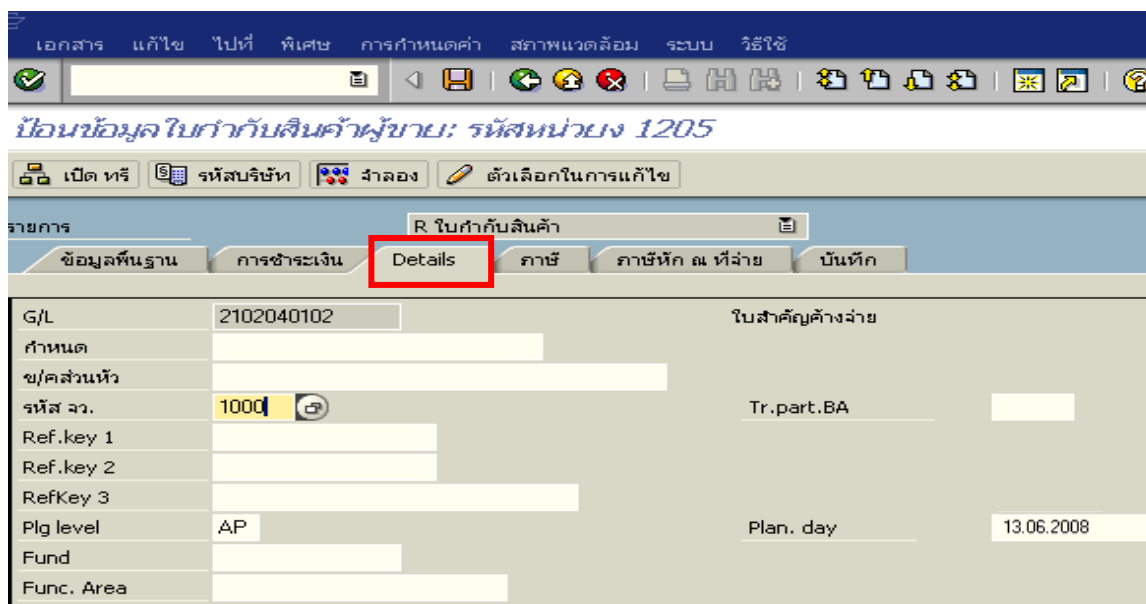 เอกสาร แก้ไข ไปที่ พิเศษ การกำหนดค่า สภาพแวดล้อม ระบบ วิธีใช้
ป้อนข้อมูลใบกำกับสินค้าผู้ขาย: รหัสหน่วยง 1205
เปิด ทรี รหัสบริษัท จำลอง ตัวเลือกในการแก้ไข
รายการ R ใบกำกับสินค้า
ข้อมูลพื้นฐาน การชำระเงิน Details ภาษี ภาษีหัก ณ ที่จ่าย บันทึก
G/L 2102040102 ใบสำคัญค้างจ่าย
กำหนด
ข/คส่วนหัว
รหัส จว. 1000 Tr.part.BA
Ref.key 1
Ref.key 2
RefKey 3
Plg level AP Plan. day 13.06.2008
Fund
Func. Area